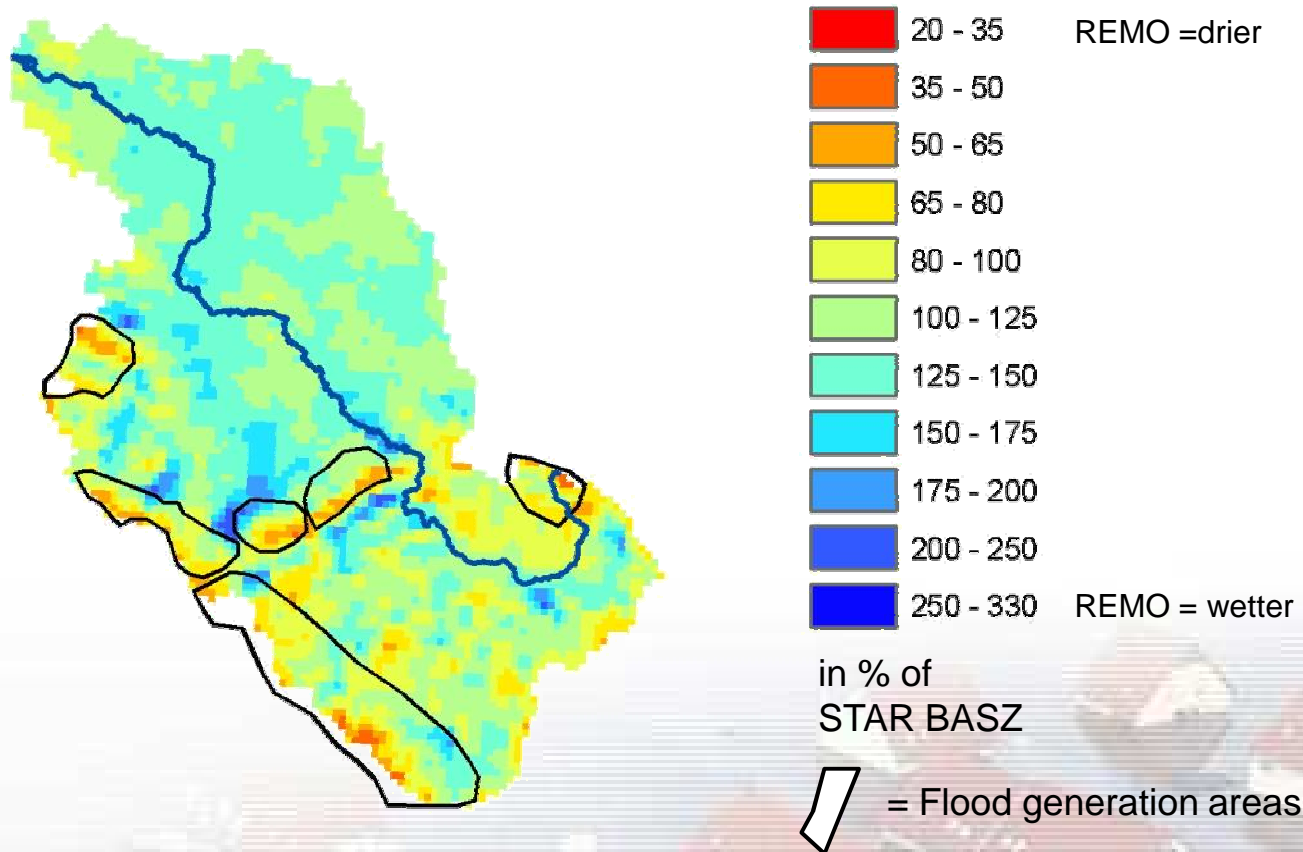 20 - 35 REMO =drier
35 - 50
50 - 65
65 - 80
80 - 100
100 - 125
125 - 150
150 - 175
175 - 200
200 - 250
250 - 330 REMO = wetter
in % of
STAR BASZ
= Flood generation areas